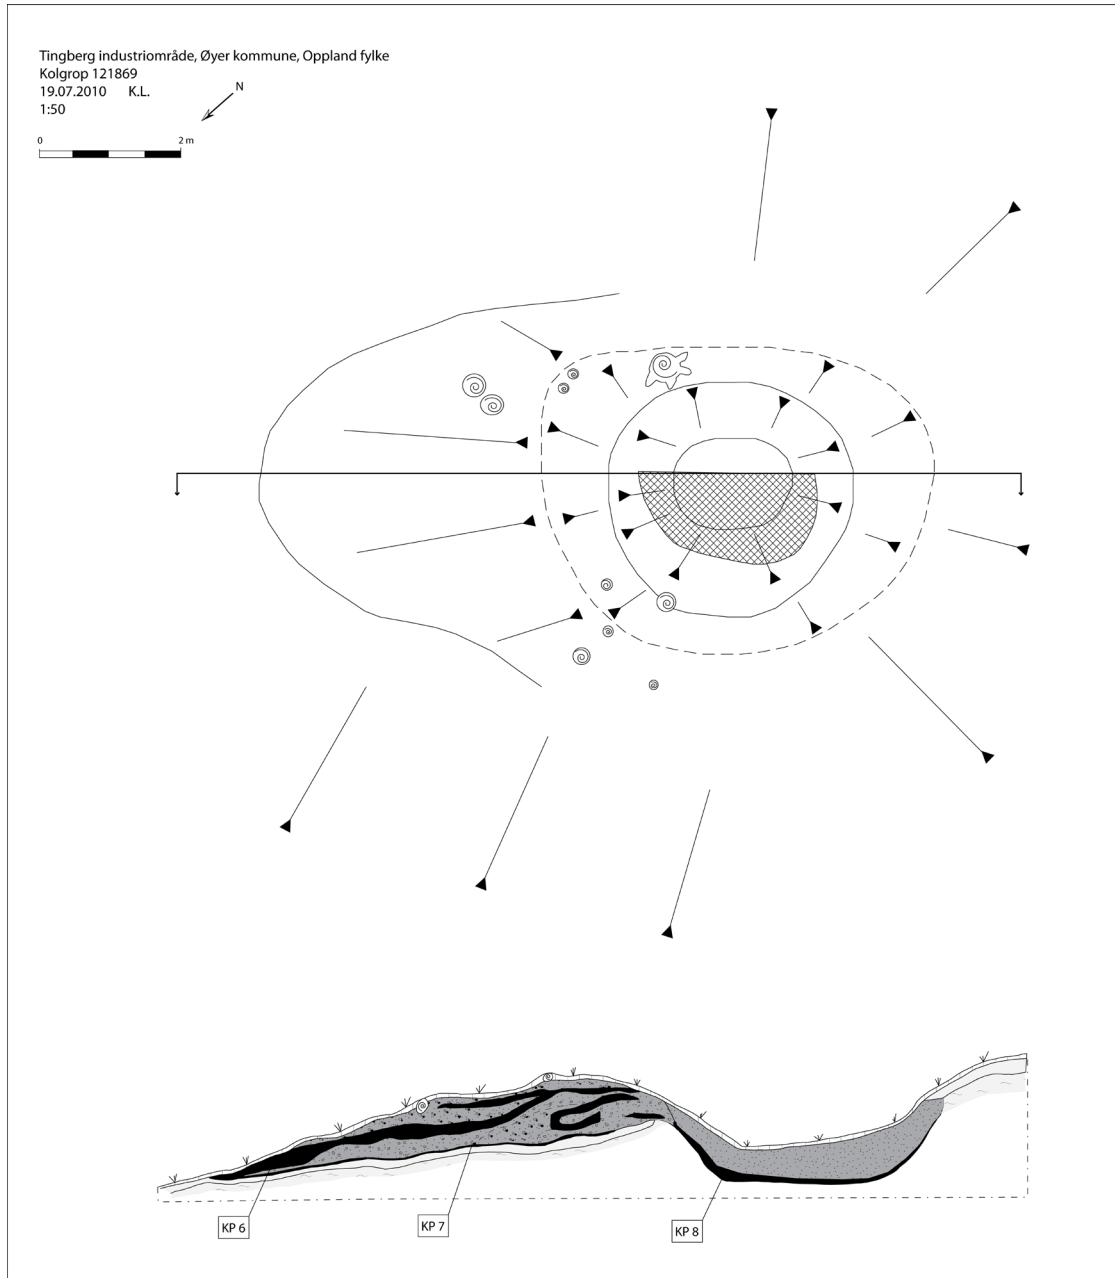 Tingberg industriområde, Øyer kommune, Oppland fylke
Kolgrop 121869
19.07.2010 K.L.
1:50
N
0 2 m
KP 6
KP 7
KP 8